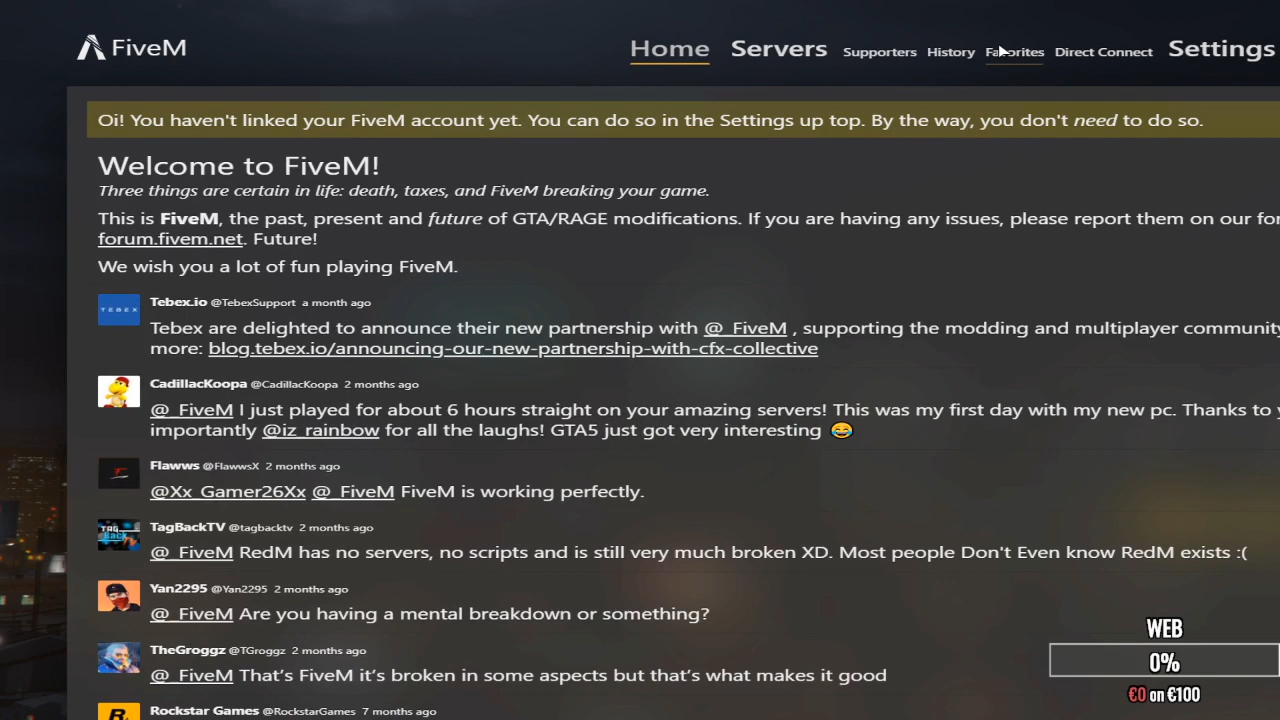 FiveM
Home Servers Supporters History Favorites Direct Connect Settings
Oi! You haven't linked your FiveM account yet. You can do so in the Settings up top. By the way, you don't need to do so.
Welcome to FiveM!
Three things are certain in life: death, taxes, and FiveM breaking your game.
This is FiveM, the past, present and future of GTA/RAGE modifications. If you are having any issues, please report them on our
forum.fivem.net. Future!
We wish you a lot of fun playing FiveM.
TEBEX
Tebex.io @TebexSupport a month ago
Tebex are delighted to announce their new partnership with @_FiveM , supporting the modding and multiplayer community
more: blog.tebex.io/announcing-our-new-partnership-with-cfx-collective
CadillacKoopa @CadillacKoopa 2 months ago
@_FiveM I just played for about 6 hours straight on your amazing servers! This was my first day with my new pc. Thanks to
importantly @iz_rainbow for all the laughs! GTA5 just got very interesting 😂
Flawws @FlawwsX 2 months ago
@Xx_Gamer26Xx @_FiveM FiveM is working perfectly.
TAG
Back
TagBackTV @tagbacktv 2 months ago
@_FiveM RedM has no servers, no scripts and is still very much broken XD. Most people Don't Even know RedM exists :(
Yan2295 @Yan2295 2 months ago
@_FiveM Are you having a mental breakdown or something?
TheGroggz @TGroggz 2 months ago
@_FiveM That's FiveM it's broken in some aspects but that's what makes it good
Rockstar Games @RockstarGames 7 months ago
WEB
0%
€0 on €100